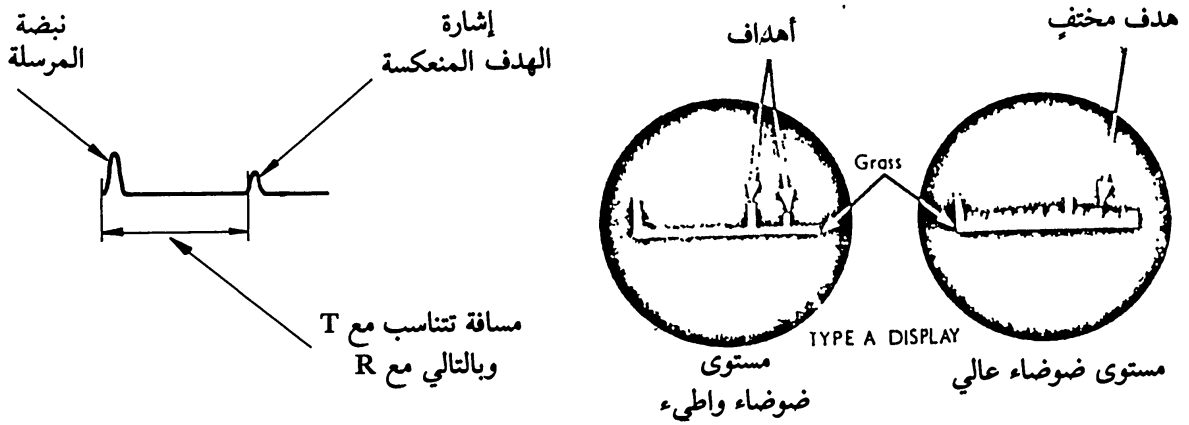 نبضة
المرسلة
إشارة
الهدف المنعكسة
مسافة تتناسب مع T
وبالتالي مع R
أهداف
هدف مختفٍ
Grass
TYPE A DISPLAY
مستوى
ضوضاء واطيء
مستوى ضوضاء عالي